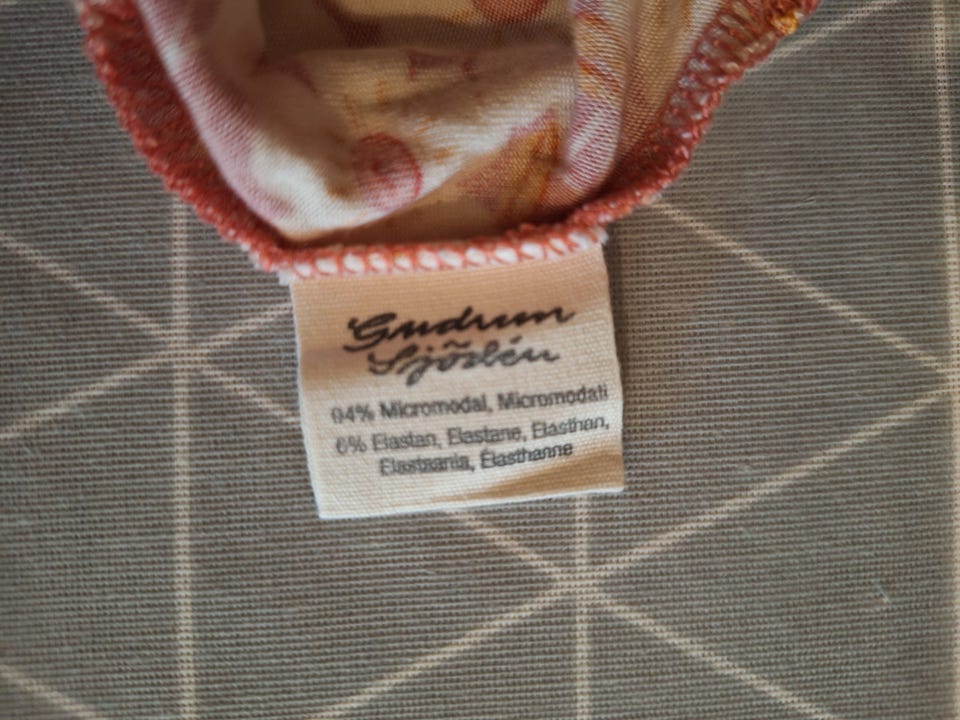 Gudrun
Sjödén
94% Micromodal, Micromodali
6% Elastan, Elastane, Elasthan,
Elastaania, Élasthanne